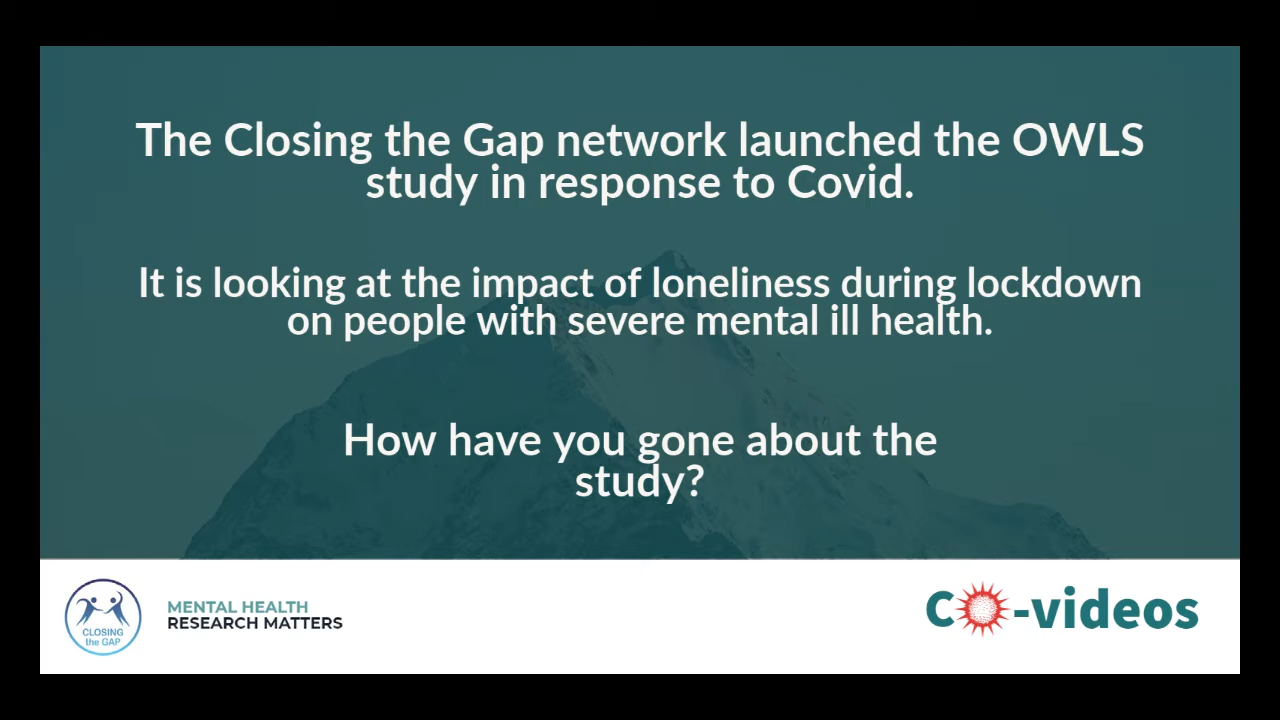 The Closing the Gap network launched the OWLS
study in response to Covid.
It is looking at the impact of loneliness during lockdown
on people with severe mental ill health.
How have you gone about the
study?
CLOSING
the GAP
MENTAL HEALTH
RESEARCH MATTERS
CO-videos